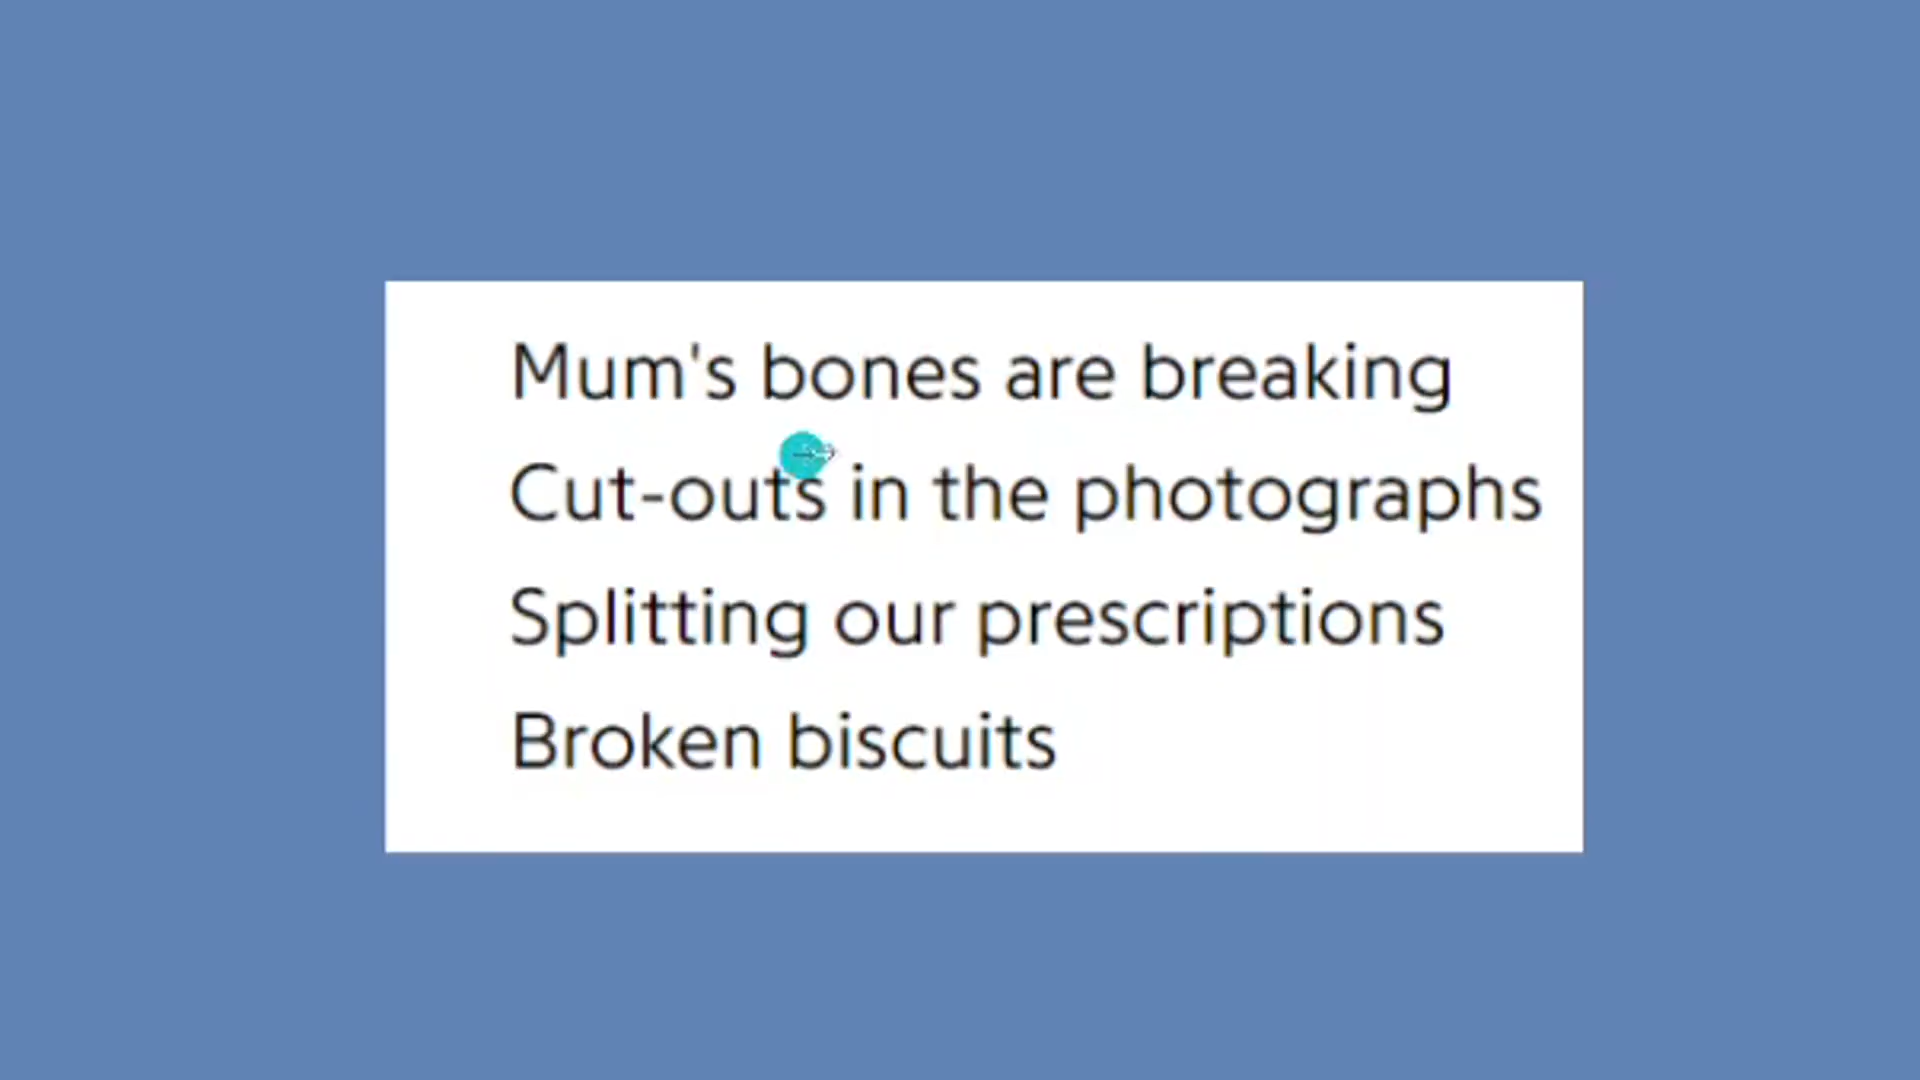 Mum's bones are breaking
Cut-outs in the photographs
Splitting our prescriptions
Broken biscuits